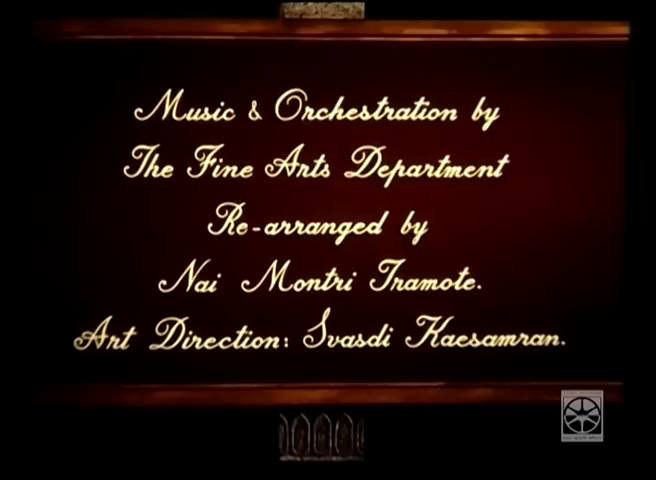 Music & Orchestration by
The Fine Arts Department
Re-arranged by
Nai Montri Tramote.
Art Direction: Svasdi Kaesamran.